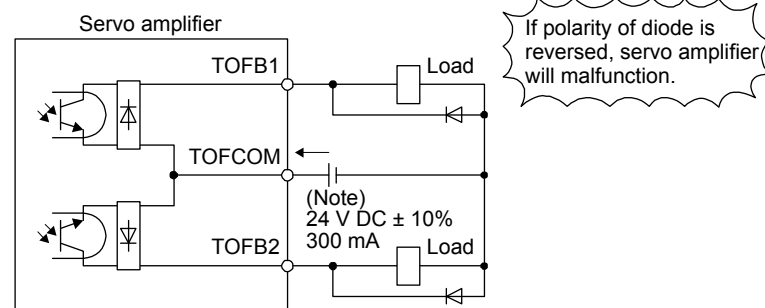 Servo amplifier
If polarity of diode is
reversed, servo amplifier
will malfunction.
TOFB1
Load
TOFCOM
(Note)
24 V DC ± 10%
300 mA
TOFB2
Load